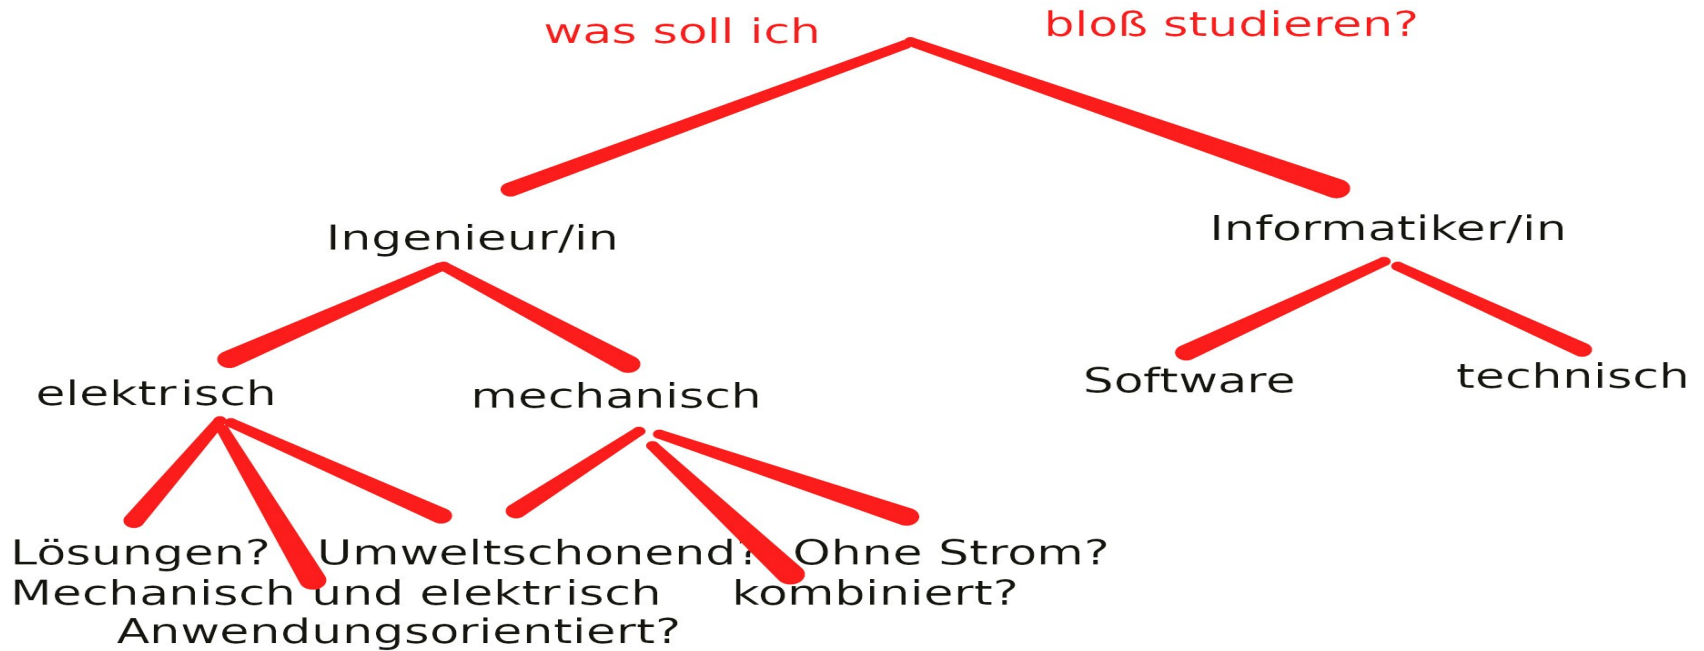 was soll ich bloß studieren?
Ingenieur/in Informatiker/in
elektrisch mechanisch Software technisch
Lösungen? Umweltschonend? Ohne Strom?
Mechanisch und elektrisch kombiniert?
Anwendungsorientiert?